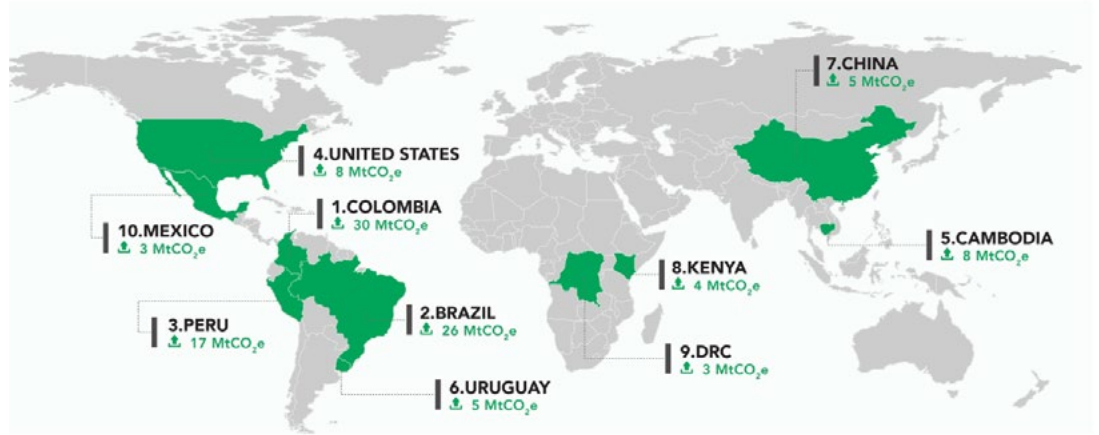 7.CHINA
5 MtCO₂e
4.UNITED STATES
8 MtCO₂e
1.COLOMBIA
30 MtCO₂e
10.MEXICO
3 MtCO₂e
5.CAMBODIA
8 MtCO₂e
8.KENYA
4 MtCO₂e
2.BRAZIL
26 MtCO₂e
3.PERU
17 MtCO₂e
9.DRC
3 MtCO₂e
6.URUGUAY
5 MtCO₂e